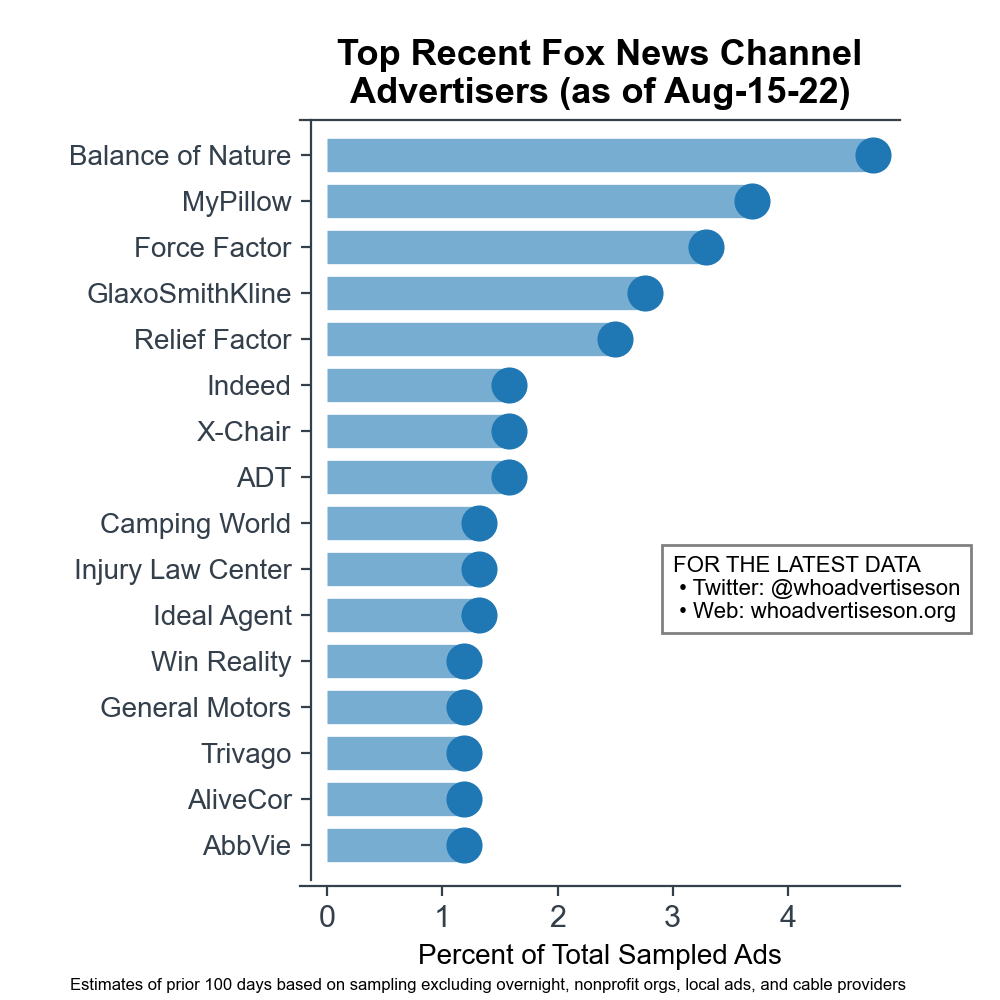 Top Recent Fox News Channel
Advertisers (as of Aug-15-22)
Balance of Nature
MyPillow
Force Factor
GlaxoSmithKline
Relief Factor
Indeed
X-Chair
ADT
Camping World
Injury Law Center
Ideal Agent
Win Reality
General Motors
Trivago
AliveCor
AbbVie
FOR THE LATEST DATA
• Twitter: @whoadvertiseson
• Web: whoadvertiseson.org
0 1 2 3 4
Percent of Total Sampled Ads
Estimates of prior 100 days based on sampling excluding overnight, nonprofit orgs, local ads, and cable providers